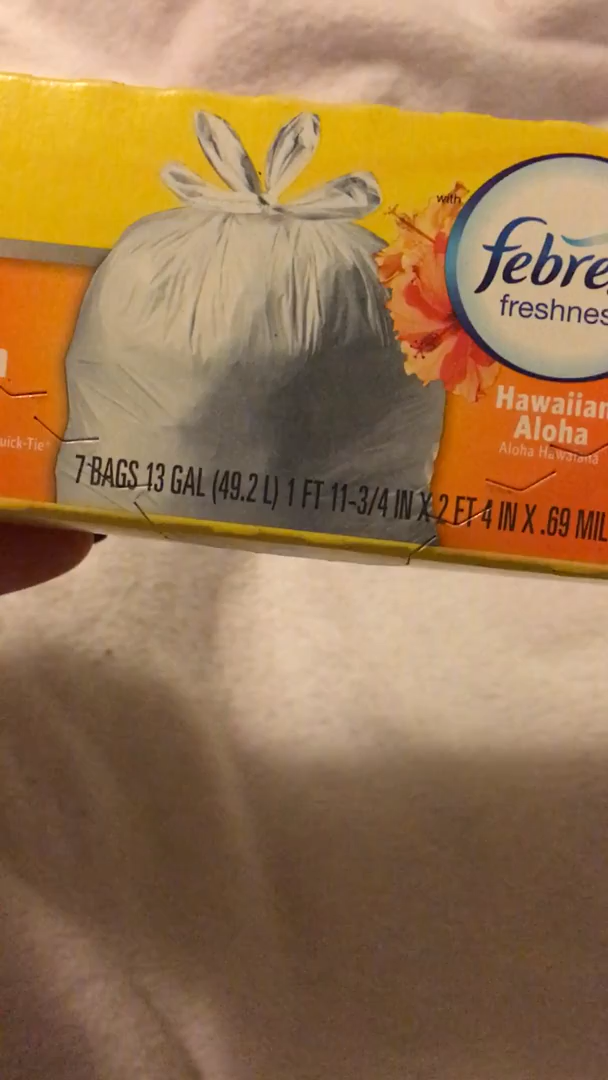 with
febre
freshnes
Hawaiian
Aloha
Aloha Hawaiana
uick-Tie®
7 BAGS 13 GAL (49.2 L) 1 FT 11-3/4 IN X 2 FT 4 IN X .69 MIL